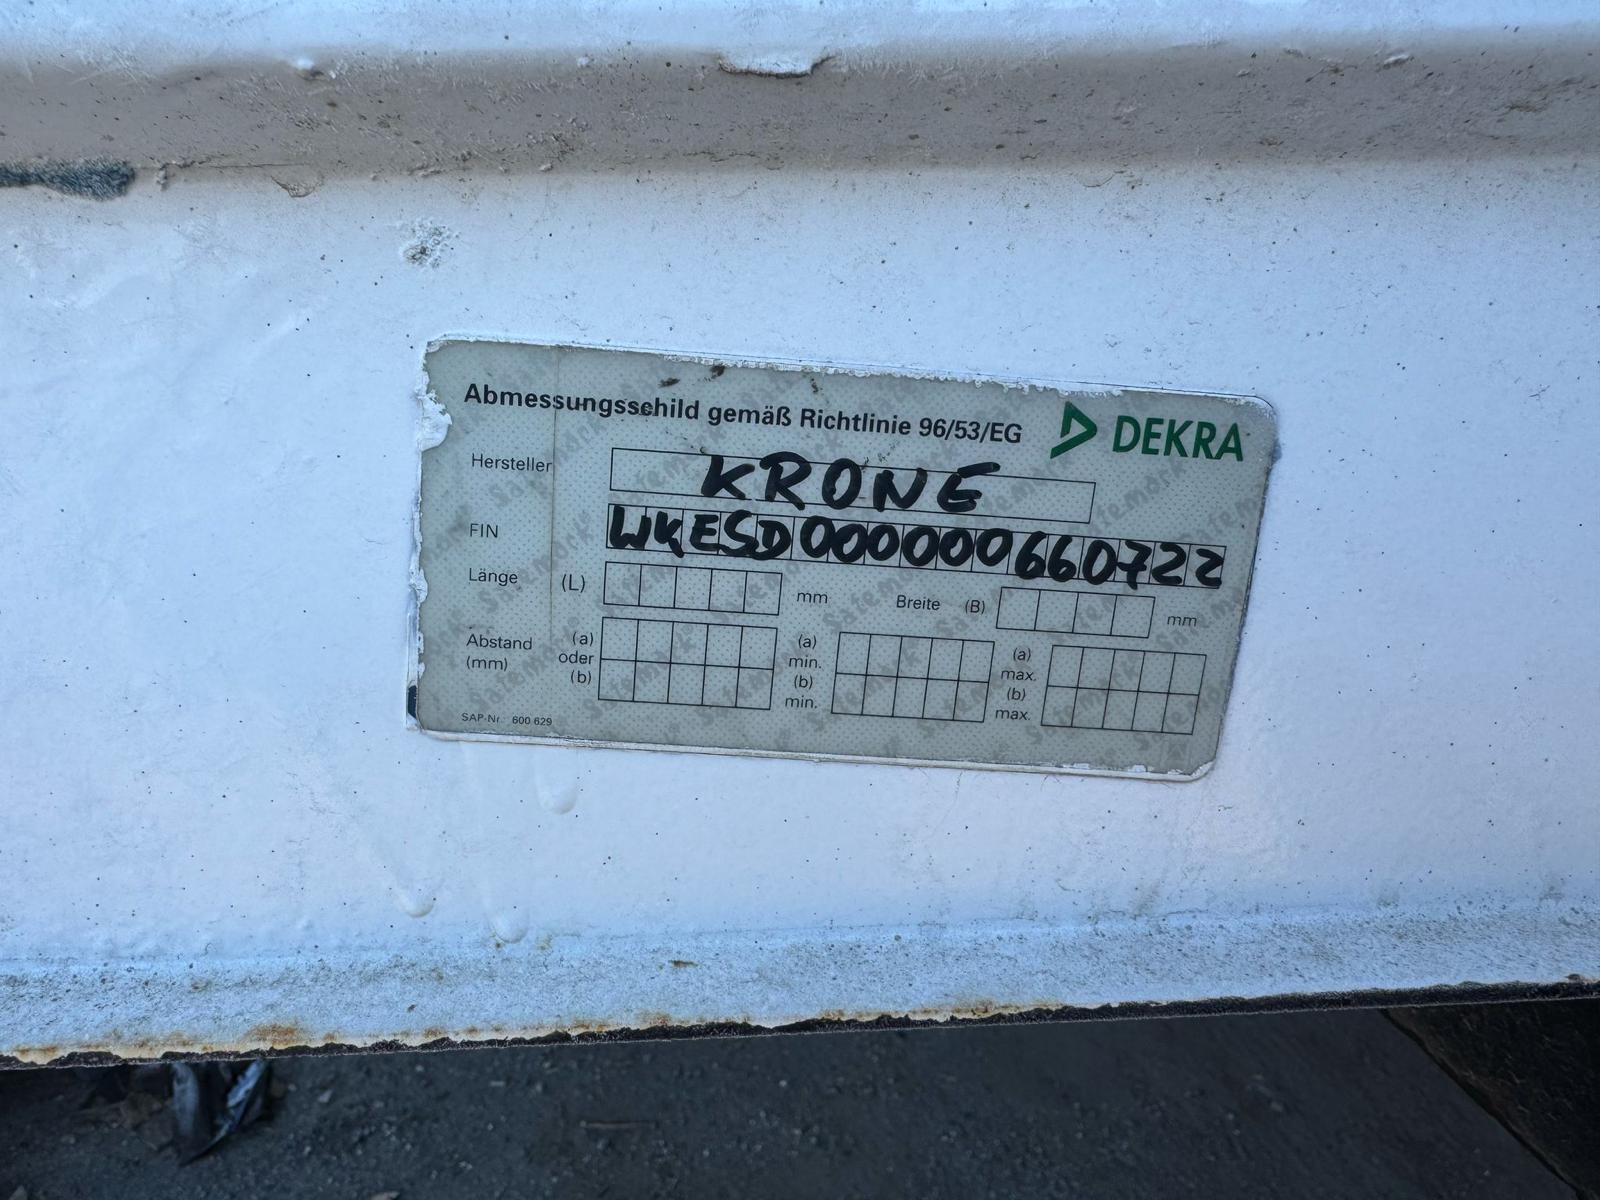 Abmessungsschild gemäß Richtlinie 96/53/EG DEKRA
Hersteller KRONE
FIN WKESD000000660722
Länge (L) mm Breite (B) mm
Abstand (mm) (a) oder (b) (a) min. (b) min. (a) max. (b) max.
SAP-Nr. 600 629